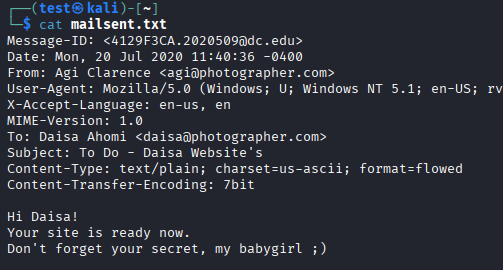 ┌──(test㉿kali)-[~]
└─$ cat mailsent.txt
Message-ID: <4129F3CA.2020509@dc.edu>
Date: Mon, 20 Jul 2020 11:40:36 -0400
From: Agi Clarence <agi@photographer.com>
User-Agent: Mozilla/5.0 (Windows; U; Windows NT 5.1; en-US; rv
X-Accept-Language: en-us, en
MIME-Version: 1.0
To: Daisa Ahomi <daisa@photographer.com>
Subject: To Do - Daisa Website's
Content-Type: text/plain; charset=us-ascii; format=flowed
Content-Transfer-Encoding: 7bit

Hi Daisa!
Your site is ready now.
Don't forget your secret, my babygirl ;)